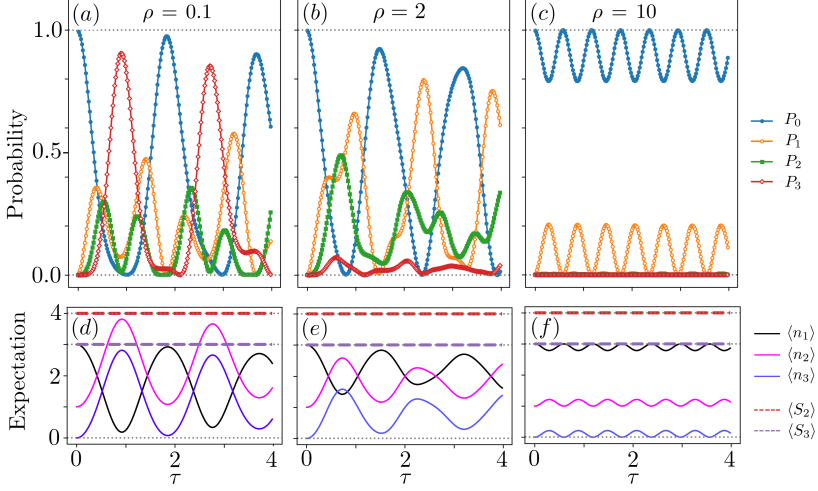 (a) ρ = 0.1 (b) ρ = 2 (c) ρ = 10
1.0
0.5
0.0
Probability
P₀
P₁
P₂
P₃
(d) (e) (f)
4
2
0
Expectation
⟨n₁⟩
⟨n₂⟩
⟨n₃⟩
⟨S₂⟩
⟨S₃⟩
0 2 4 0 2 4 0 2 4
τ τ τ